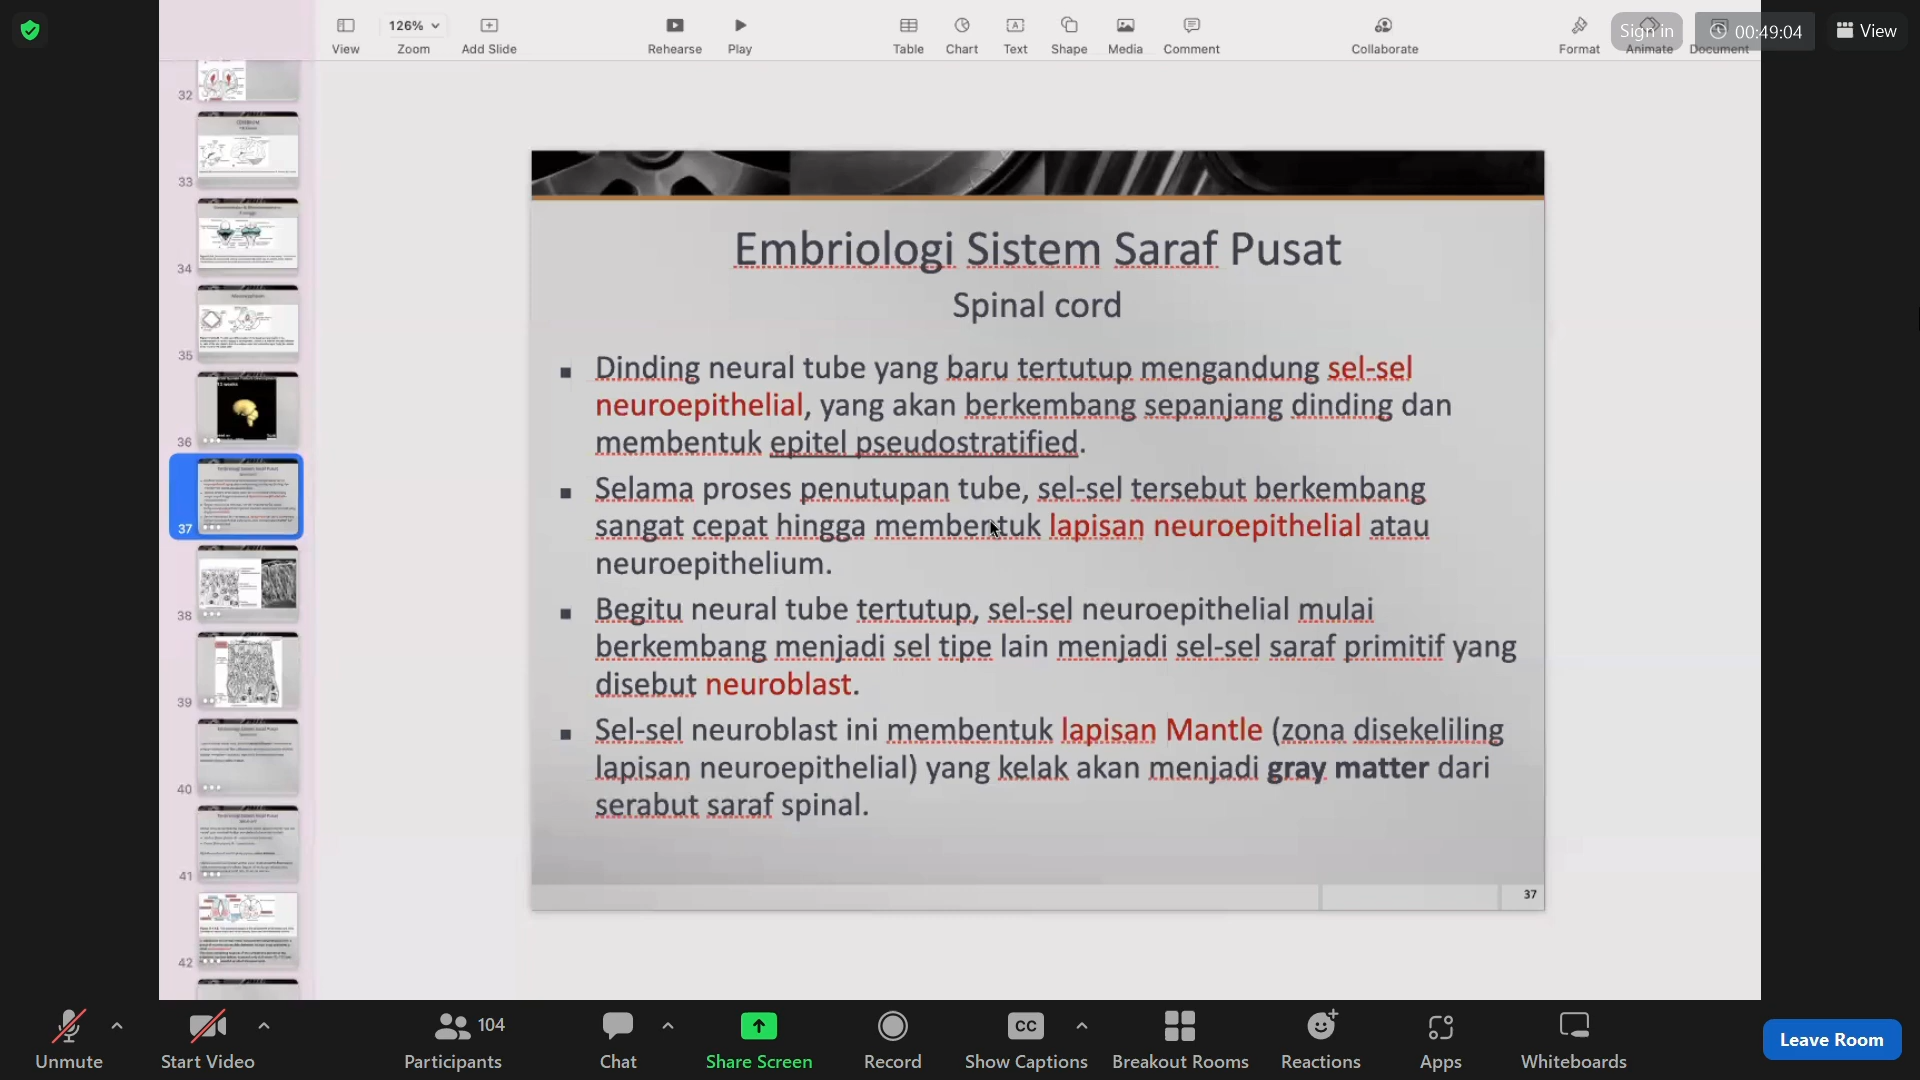 View
126%
Zoom
Add Slide
Rehearse
Play
Table
Chart
Text
Shape
Media
Comment
Collaborate
Format
Animate
Document
Sign in
00:49:04
View
32
33
34
35
36
37
38
39
40
41
42
Embriologi Sistem Saraf Pusat
Spinal cord
▪ Dinding neural tube yang baru tertutup mengandung sel-sel
neuroepithelial, yang akan berkembang sepanjang dinding dan
membentuk epitel pseudostratified.
▪ Selama proses penutupan tube, sel-sel tersebut berkembang
sangat cepat hingga membentuk lapisan neuroepithelial atau
neuroepithelium.
▪ Begitu neural tube tertutup, sel-sel neuroepithelial mulai
berkembang menjadi sel tipe lain menjadi sel-sel saraf primitif yang
disebut neuroblast.
▪ Sel-sel neuroblast ini membentuk lapisan Mantle (zona disekeliling
lapisan neuroepithelial) yang kelak akan menjadi gray matter dari
serabut saraf spinal.
37
Unmute
Start Video
104
Participants
Chat
Share Screen
Record
CC
Show Captions
Breakout Rooms
Reactions
Apps
Whiteboards
Leave Room